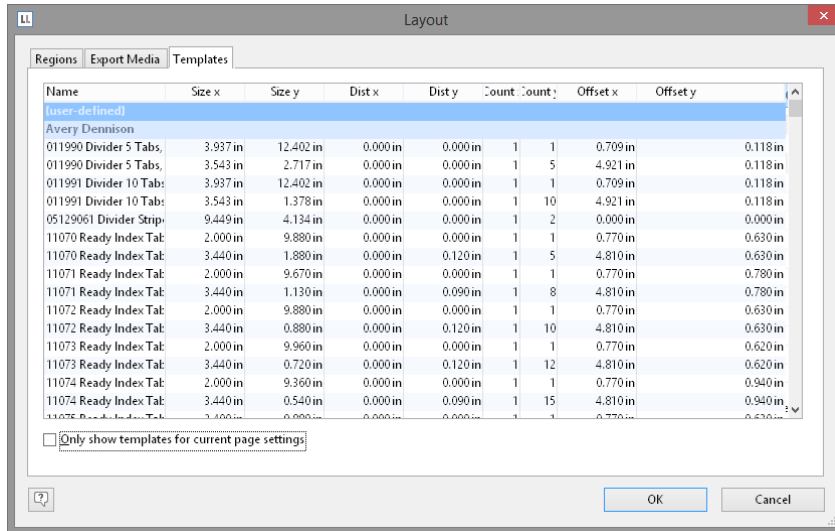 LL Layout
Regions Export Media Templates
Name Size x Size y Dist x Dist y Count Count y Offset x Offset y
(user-defined)
Avery Dennison
011990 Divider 5 Tabs, 3.937 in 12.402 in 0.000 in 0.000 in 1 1 0.709 in 0.118 in
011990 Divider 5 Tabs, 3.543 in 2.717 in 0.000 in 0.000 in 1 5 4.921 in 0.118 in
011991 Divider 10 Tabs 3.937 in 12.402 in 0.000 in 0.000 in 1 1 0.709 in 0.118 in
011991 Divider 10 Tabs 3.543 in 1.378 in 0.000 in 0.000 in 1 10 4.921 in 0.118 in
05129061 Divider Strip 9.449 in 4.134 in 0.000 in 0.000 in 1 2 0.000 in 0.000 in
11070 Ready Index Tab 2.000 in 9.880 in 0.000 in 0.000 in 1 1 0.770 in 0.630 in
11070 Ready Index Tab 3.440 in 1.880 in 0.000 in 0.120 in 1 5 4.810 in 0.630 in
11071 Ready Index Tab 2.000 in 9.670 in 0.000 in 0.000 in 1 1 0.770 in 0.780 in
11071 Ready Index Tab 3.440 in 1.130 in 0.000 in 0.090 in 1 8 4.810 in 0.780 in
11072 Ready Index Tab 2.000 in 9.880 in 0.000 in 0.000 in 1 1 0.770 in 0.630 in
11072 Ready Index Tab 3.440 in 0.880 in 0.000 in 0.120 in 1 10 4.810 in 0.630 in
11073 Ready Index Tab 2.000 in 9.960 in 0.000 in 0.000 in 1 1 0.770 in 0.620 in
11073 Ready Index Tab 3.440 in 0.720 in 0.000 in 0.120 in 1 12 4.810 in 0.620 in
11074 Ready Index Tab 2.000 in 9.360 in 0.000 in 0.000 in 1 1 0.770 in 0.940 in
11074 Ready Index Tab 3.440 in 0.540 in 0.000 in 0.090 in 1 15 4.810 in 0.940 in
Only show templates for current page settings
? OK Cancel